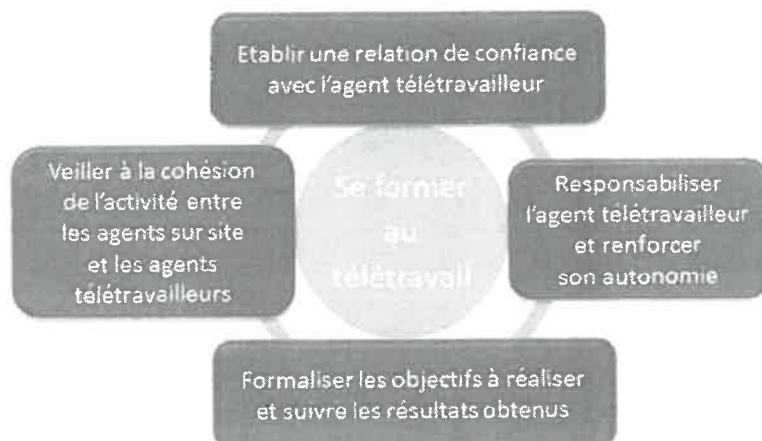 Etablir une relation de confiance
avec l'agent télétravailleur
Veiller à la cohésion
de l'activité entre
les agents sur site
et les agents
télétravailleurs
Se former
au
télétravail
Responsabiliser
l'agent telétravailleur
et renforcer
son autonomie
Formaliser les objectifs à réaliser
et suivre les résultats obtenus